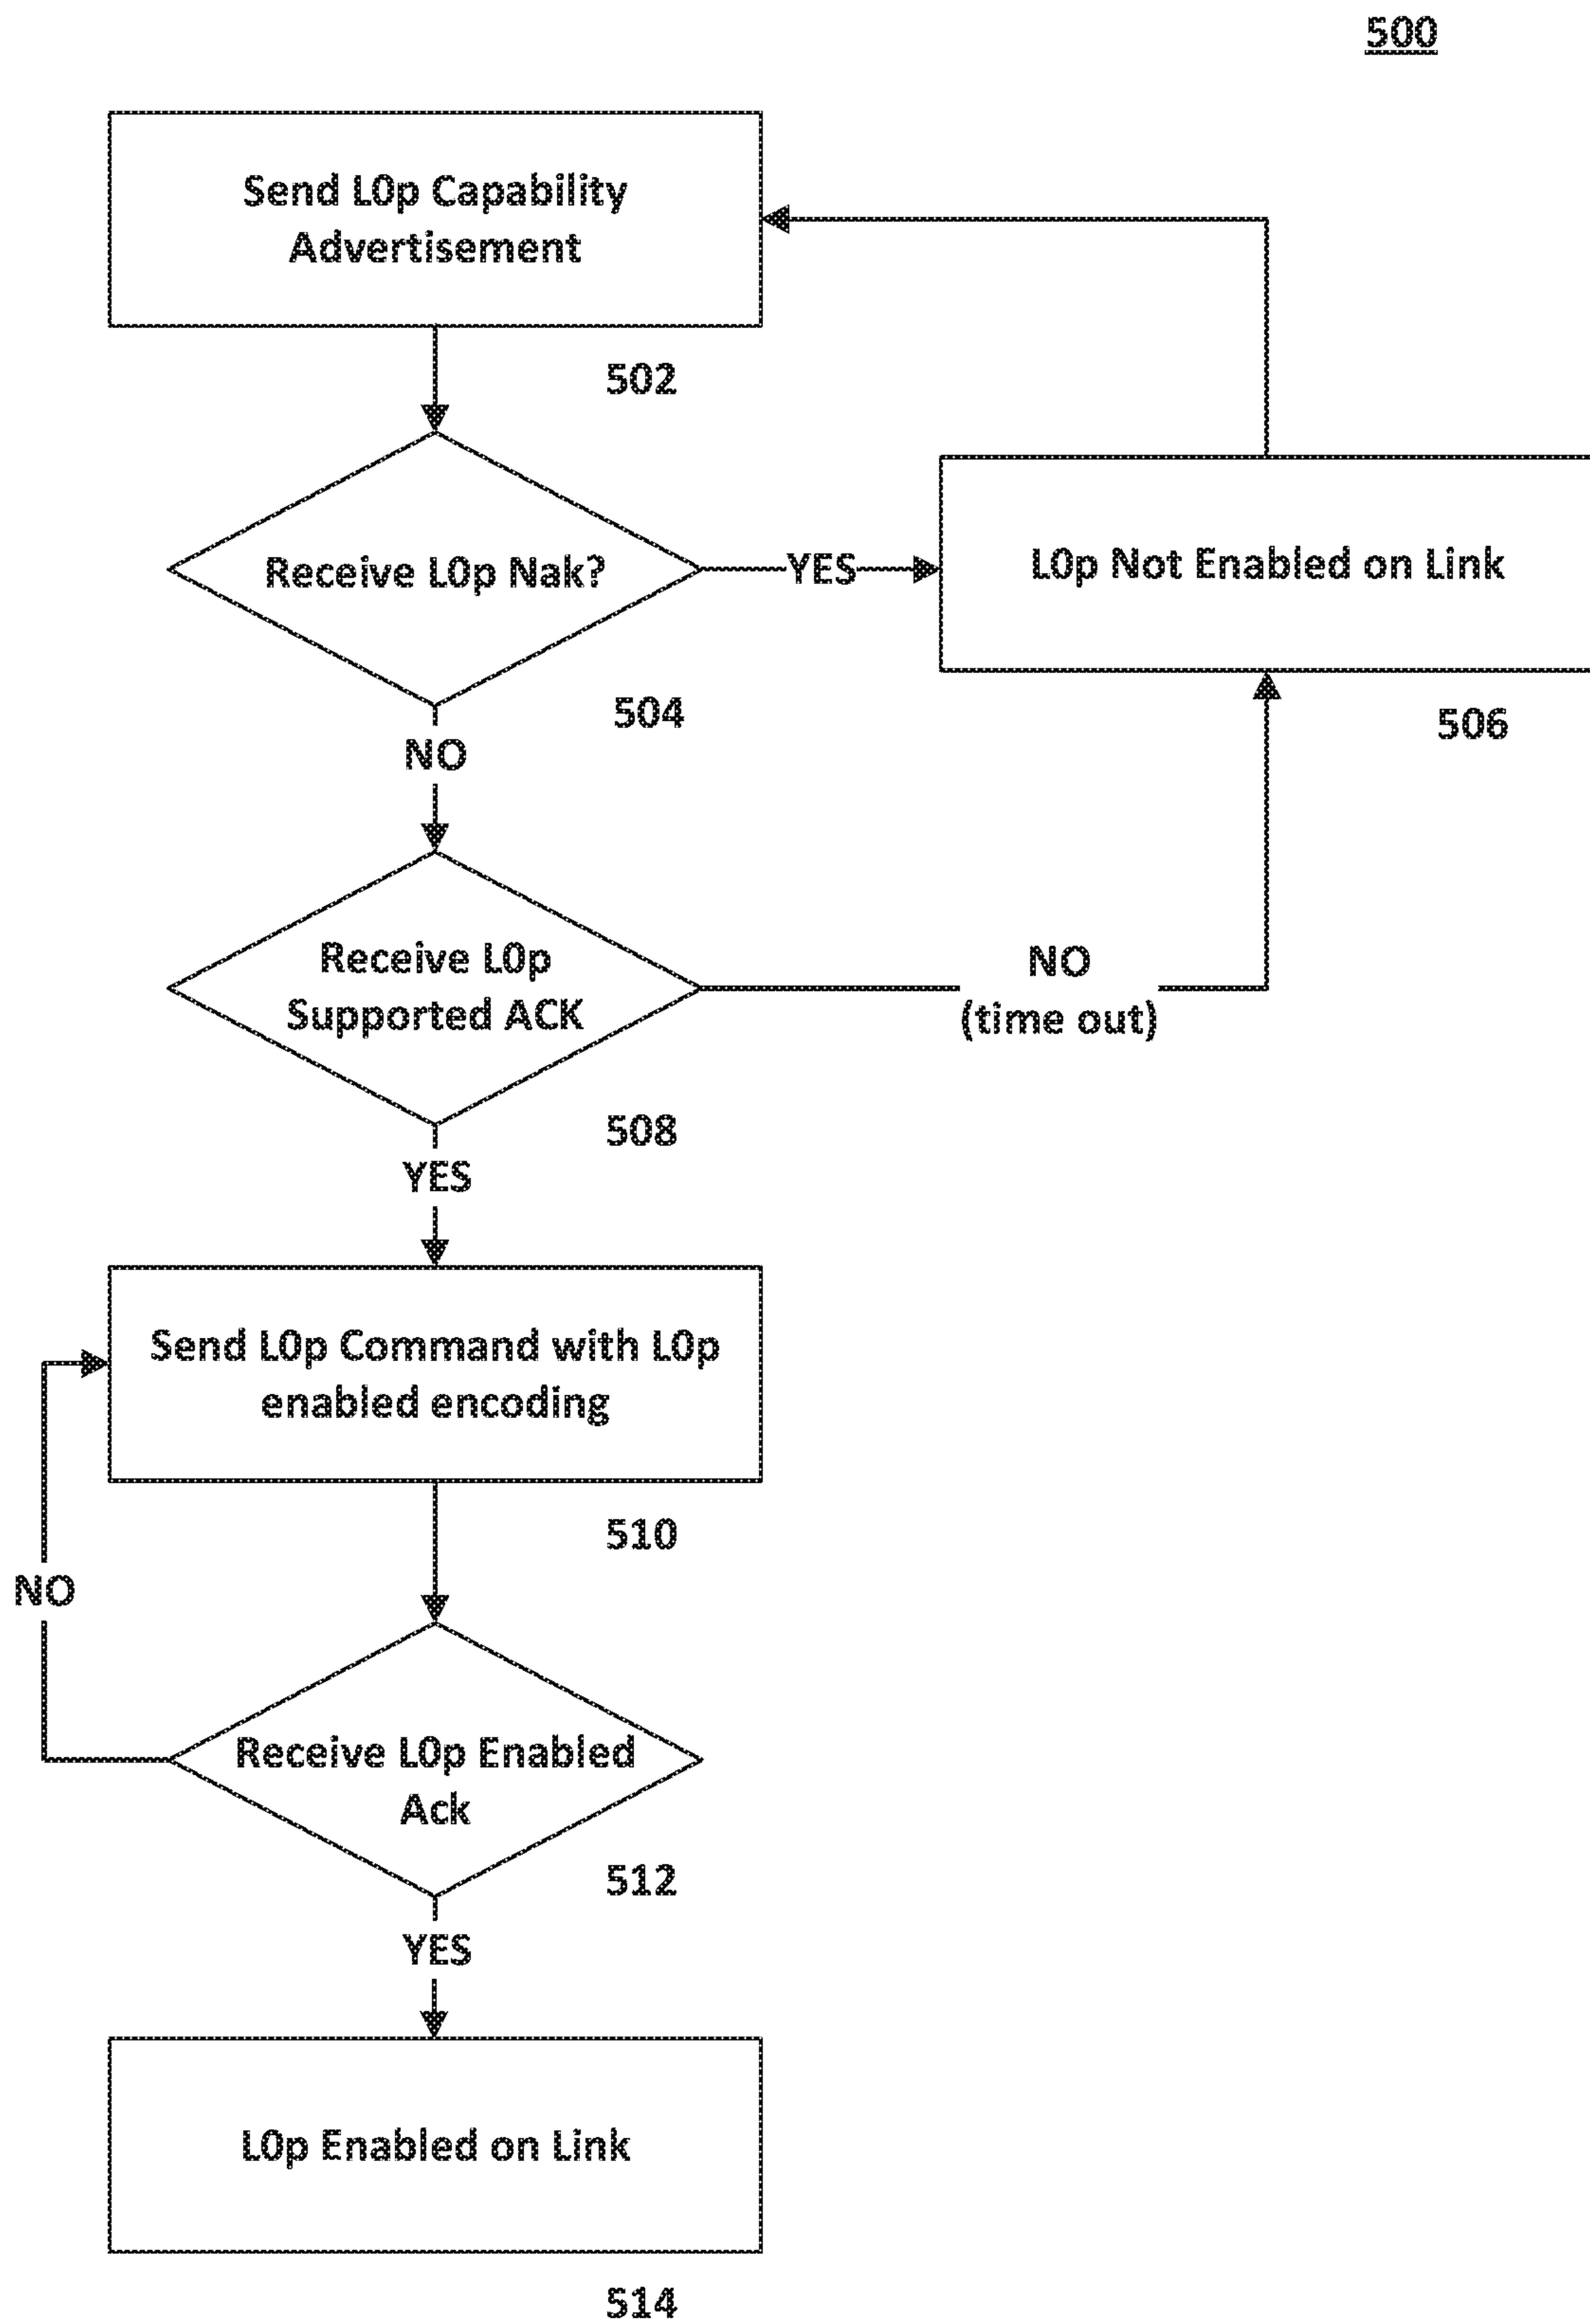 500
Send L0p Capability
Advertisement
502
Receive L0p Nak?
YES
L0p Not Enabled on Link
504
506
NO
Receive L0p
Supported ACK
NO
(time out)
508
YES
Send L0p Command with L0p
enabled encoding
510
NO
Receive L0p Enabled
Ack
512
YES
L0p Enabled on Link
514